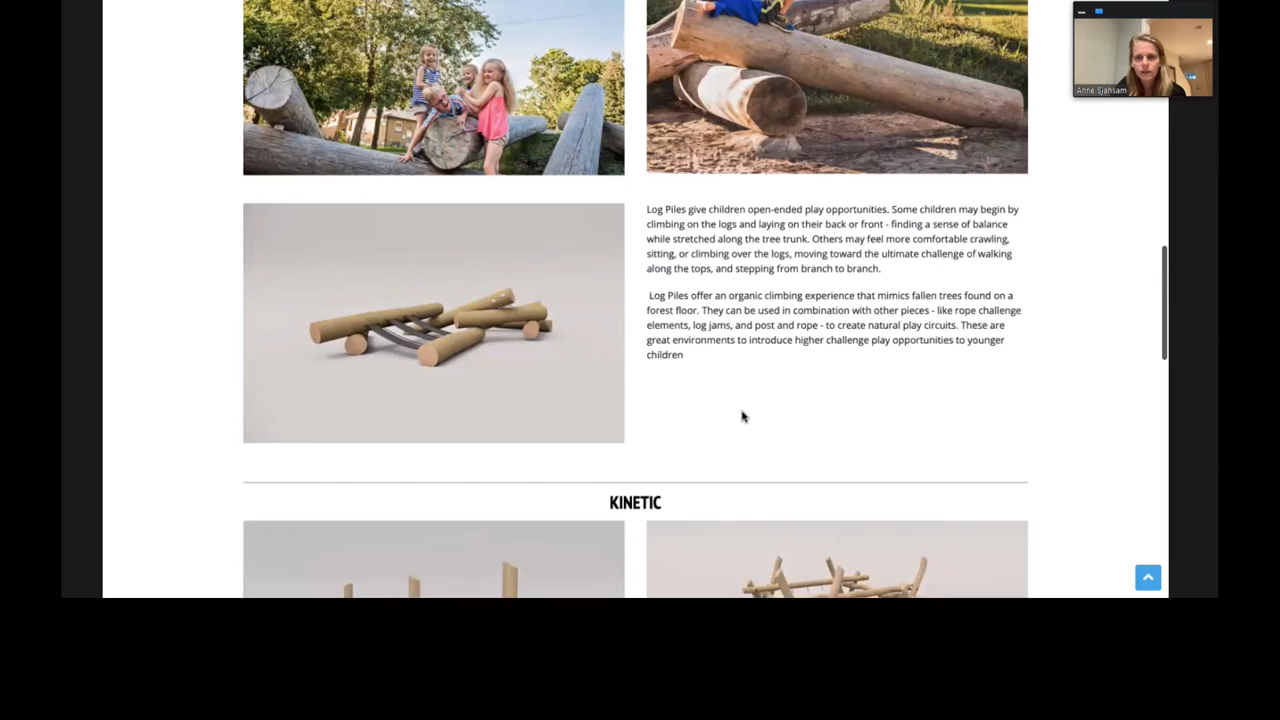 Anne Sjahsam
Log Piles give children open-ended play opportunities. Some children may begin by
climbing on the logs and laying on their back or front - finding a sense of balance
while stretched along the tree trunk. Others may feel more comfortable crawling,
sitting, or climbing over the logs, moving toward the ultimate challenge of walking
along the tops, and stepping from branch to branch.
Log Piles offer an organic climbing experience that mimics fallen trees found on a
forest floor. They can be used in combination with other pieces - like rope challenge
elements, log jams, and post and rope - to create natural play circuits. These are
great environments to introduce higher challenge play opportunities to younger
children
KINETIC